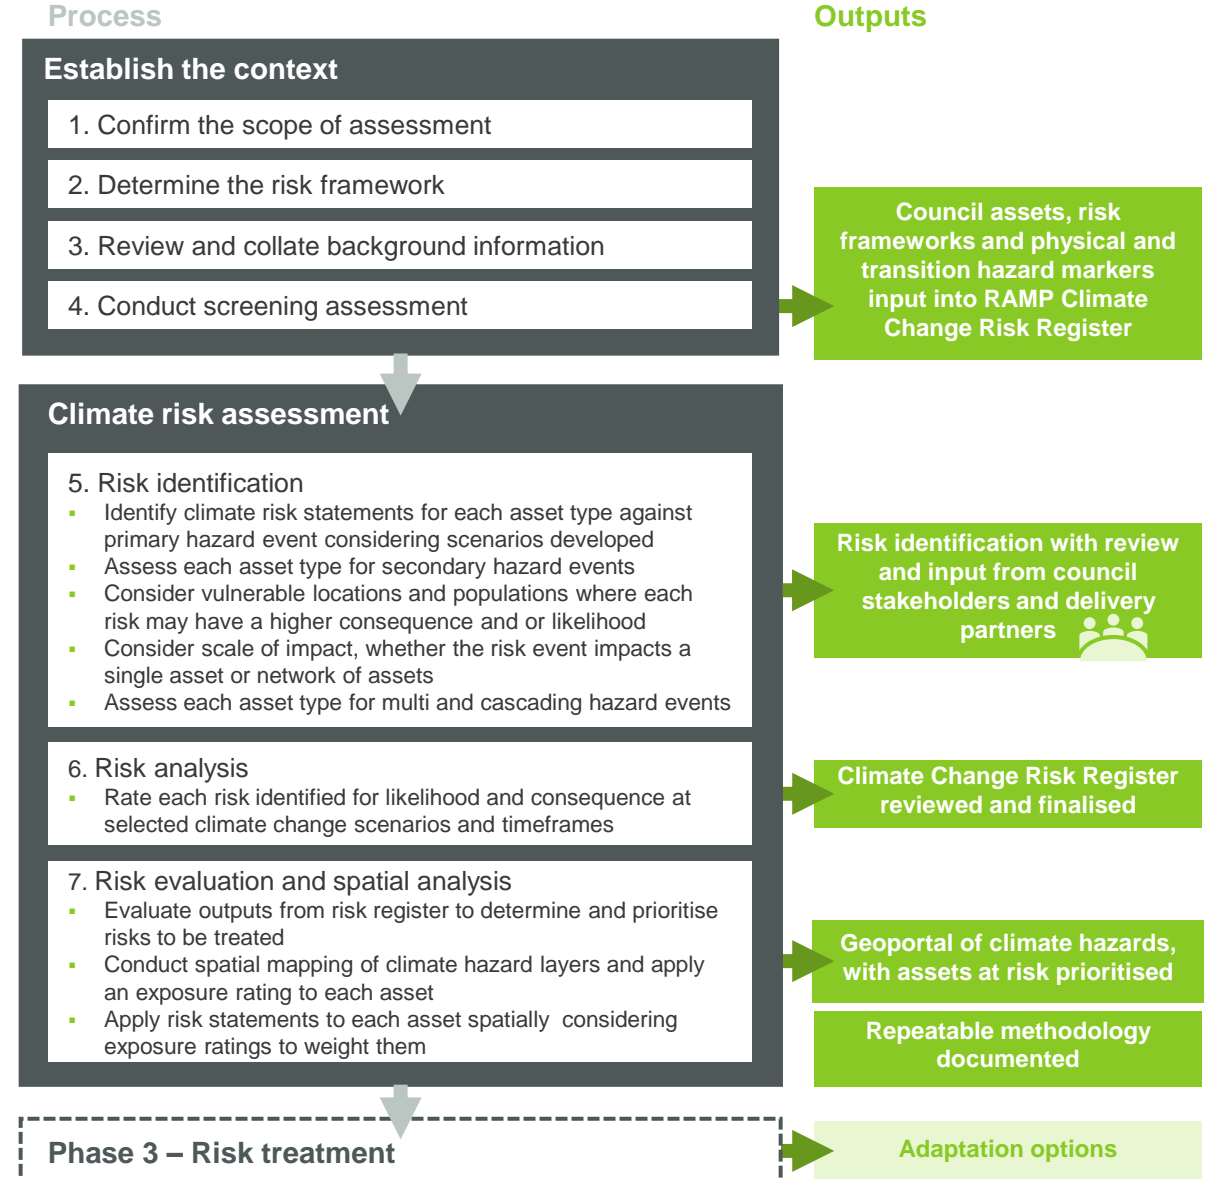 Process
Outputs
Establish the context
1. Confirm the scope of assessment
2. Determine the risk framework
3. Review and collate background information
4. Conduct screening assessment
Council assets, risk
frameworks and physical and
transition hazard markers
input into RAMP Climate
Change Risk Register
Climate risk assessment
5. Risk identification
▪ Identify climate risk statements for each asset type against
primary hazard event considering scenarios developed
▪ Assess each asset type for secondary hazard events
▪ Consider vulnerable locations and populations where each
risk may have a higher consequence and or likelihood
▪ Consider scale of impact, whether the risk event impacts a
single asset or network of assets
▪ Assess each asset type for multi and cascading hazard events
Risk identification with review
and input from council
stakeholders and delivery
partners
6. Risk analysis
▪ Rate each risk identified for likelihood and consequence at
selected climate change scenarios and timeframes
Climate Change Risk Register
reviewed and finalised
7. Risk evaluation and spatial analysis
▪ Evaluate outputs from risk register to determine and prioritise
risks to be treated
▪ Conduct spatial mapping of climate hazard layers and apply
an exposure rating to each asset
▪ Apply risk statements to each asset spatially  considering
exposure ratings to weight them
Geoportal of climate hazards,
with assets at risk prioritised
Repeatable methodology
documented
Phase 3 – Risk treatment
Adaptation options